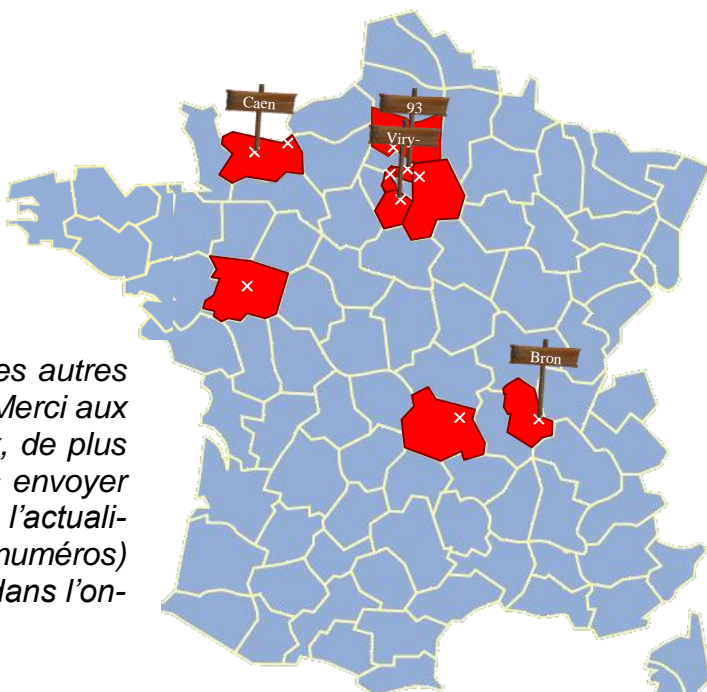 Caen
93
Viry-
Bron
es autres
Merci aux
, de plus
s envoyer
l’actuali-
numéros)
dans l’on-